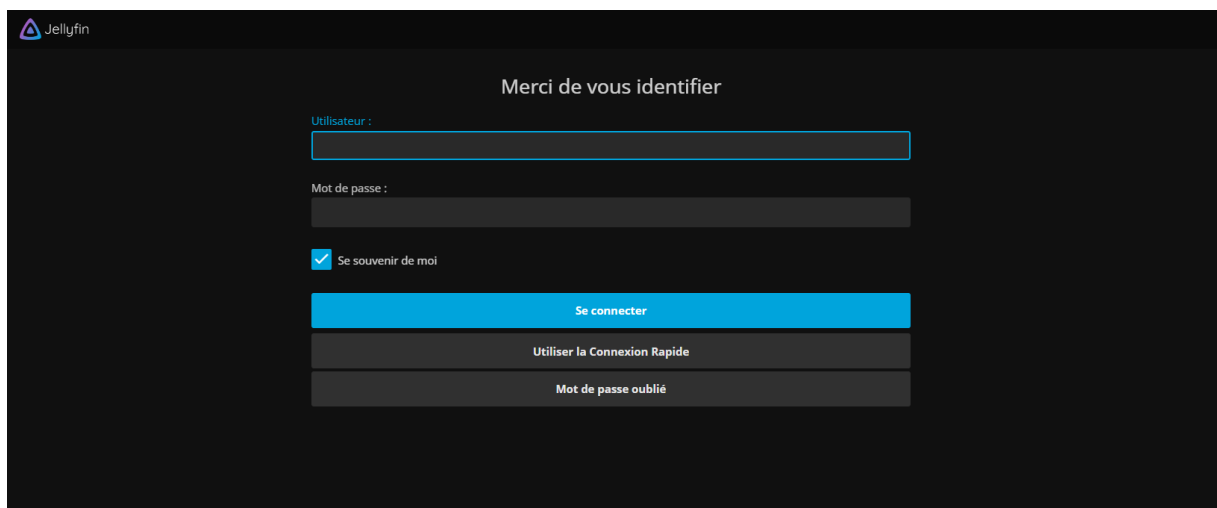 Jellyfin
Merci de vous identifier
Utilisateur :
Mot de passe :
Se souvenir de moi
Se connecter
Utiliser la Connexion Rapide
Mot de passe oublié